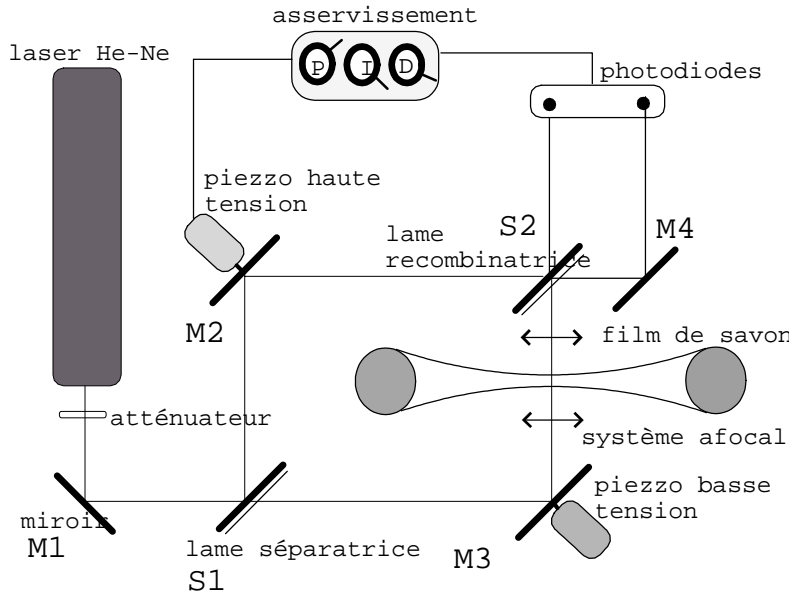 asservissement
laser He-Ne
P I D
photodiodes
piezzo haute
tension
S2
M4
lame
recombinatrice
M2
film de savon
atténuateur
système afocal
piezzo basse
tension
miroir
M1
lame séparatrice
M3
S1